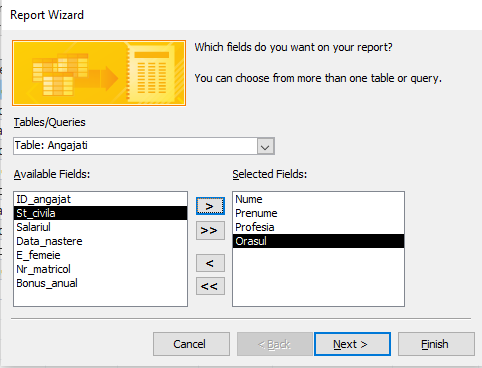 Report Wizard
Which fields do you want on your report?
You can choose from more than one table or query.
Tables/Queries
Table: Angajati
Available Fields:
Selected Fields:
ID_angajat
St_civila
Salariul
Data_nastere
E_femeie
Nr_matricol
Bonus_anual
>
>>
<
<<
Nume
Prenume
Profesia
Orasul
Cancel
< Back
Next >
Finish